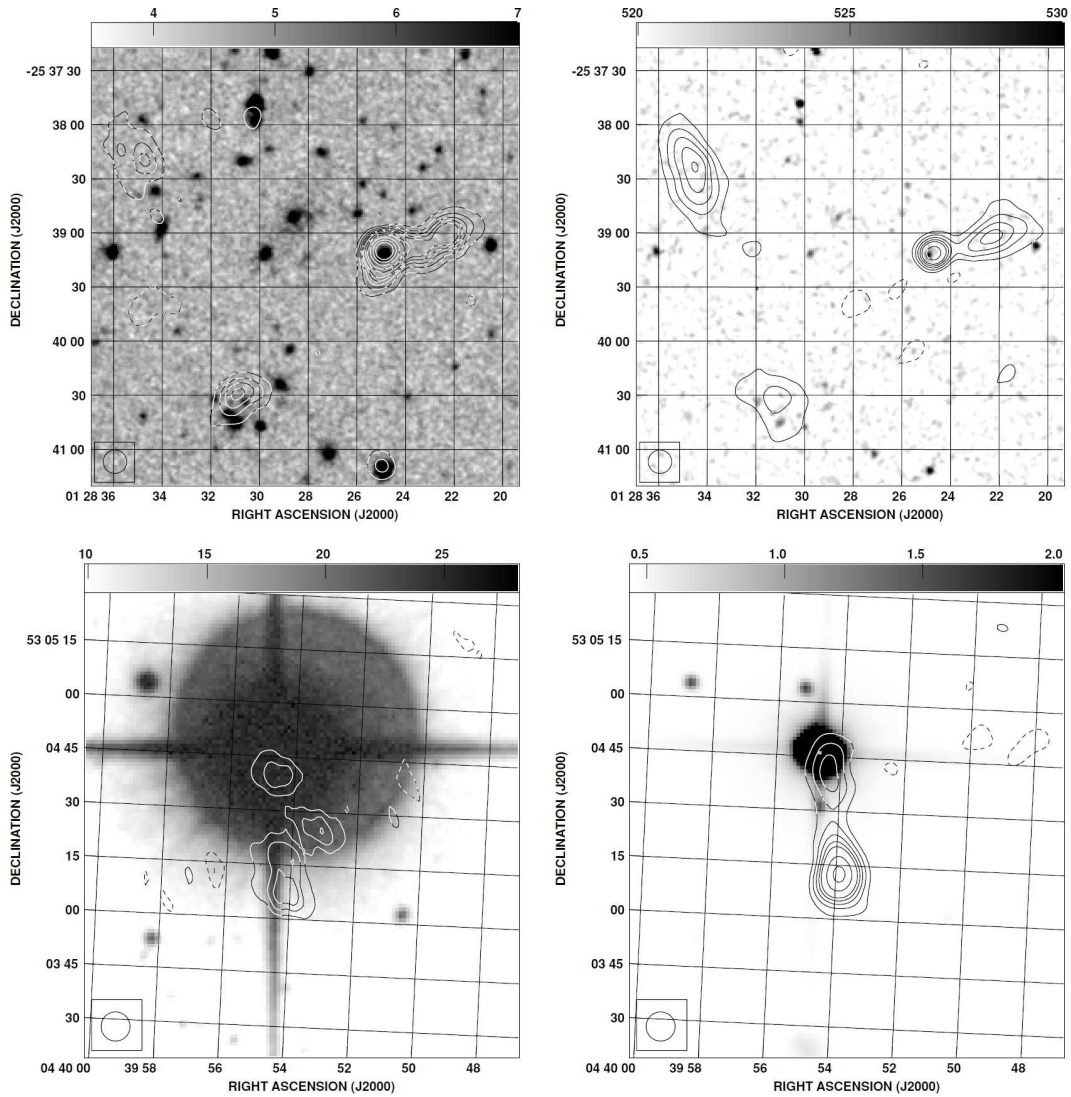 4 5 6 7
-25 37 30
38 00
30
39 00
30
40 00
30
41 00
DECLINATION (J2000)
01 28 36 34 32 30 28 26 24 22 20
RIGHT ASCENSION (J2000)
520 525 530
-25 37 30
38 00
30
39 00
30
40 00
30
41 00
DECLINATION (J2000)
01 28 36 34 32 30 28 26 24 22 20
RIGHT ASCENSION (J2000)
10 15 20 25
53 05 15
00
04 45
30
15
00
03 45
30
DECLINATION (J2000)
04 40 00 39 58 56 54 52 50 48
RIGHT ASCENSION (J2000)
0.5 1.0 1.5 2.0
53 05 15
00
04 45
30
15
00
03 45
30
DECLINATION (J2000)
04 40 00 39 58 56 54 52 50 48
RIGHT ASCENSION (J2000)